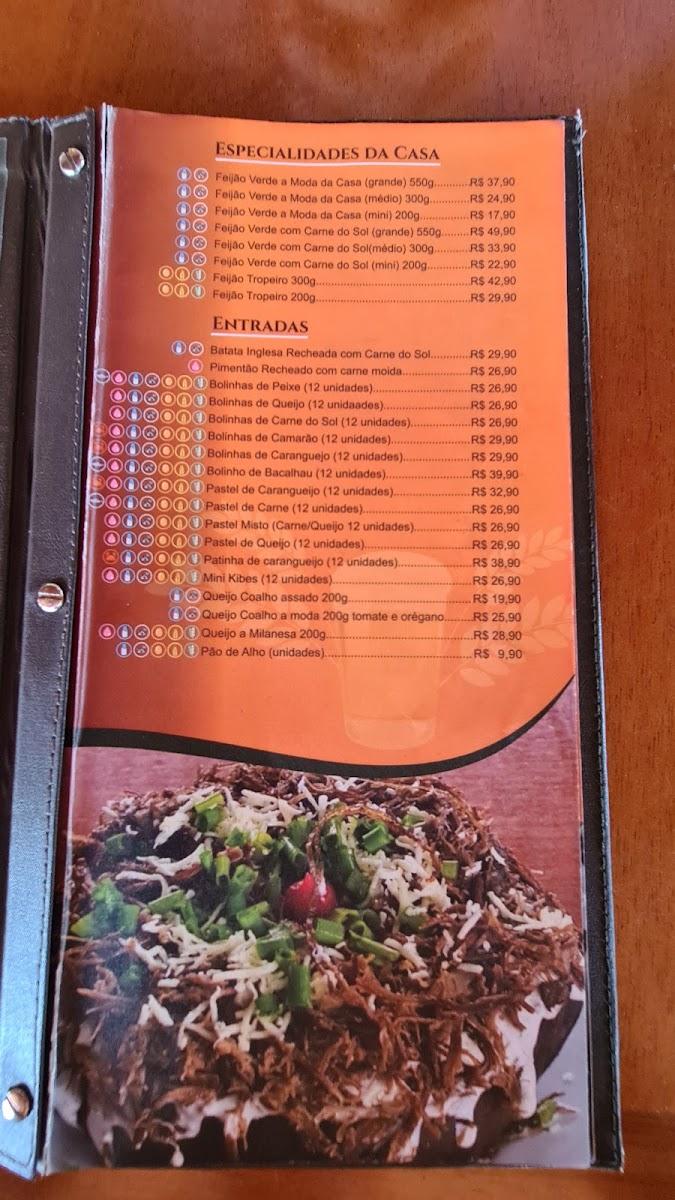 ESPECIALIDADES DA CASA
Feijão Verde a Moda da Casa (grande) 550g...........R$ 37,90
Feijão Verde a Moda da Casa (médio) 300g............R$ 24,90
Feijão Verde a Moda da Casa (mini) 200g...............R$ 17,90
Feijão Verde com Carne do Sol (grande) 550g.........R$ 49,90
Feijão Verde com Carne do Sol(médio) 300g...........R$ 33,90
Feijão Verde com Carne do Sol (mini) 200g.............R$ 22,90
Feijão Tropeiro 300g..................................................R$ 42,90
Feijão Tropeiro 200g..................................................R$ 29,90
ENTRADAS
Batata Inglesa Recheada com Carne do Sol............R$ 29,90
Pimentão Recheado com carne moida.....................R$ 26,90
Bolinhas de Peixe (12 unidades)...............................R$ 26,90
Bolinhas de Queijo (12 unidaades)...........................R$ 26,90
Bolinhas de Carne do Sol (12 unidades)..................R$ 26,90
Bolinhas de Camarão (12 unidades)........................R$ 29,90
Bolinhas de Caranguejo (12 unidades)....................R$ 29,90
Bolinho de Bacalhau (12 unidades).........................R$ 39,90
Pastel de Carangueijo (12 unidades).......................R$ 32,90
Pastel de Carne (12 unidades).................................R$ 26,90
Pastel Misto (Carne/Queijo 12 unidades)..................R$ 26,90
Pastel de Queijo (12 unidades)................................R$ 26,90
Patinha de carangueijo (12 unidades)......................R$ 38,90
Mini Kibes (12 unidades)..........................................R$ 26,90
Queijo Coalho assado 200g.....................................R$ 19,90
Queijo Coalho a moda 200g tomate e orégano........R$ 25,90
Queijo a Milanesa 200g............................................R$ 28,90
Pão de Alho (unidades)............................................R$ 9,90